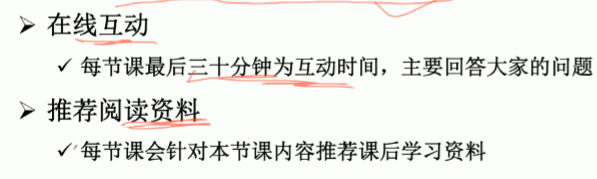 ➢ 在线互动
✓ 每节课最后三十分钟为互动时间，主要回答大家的问题
➢ 推荐阅读资料
✓ 每节课会针对本节课内容推荐课后学习资料